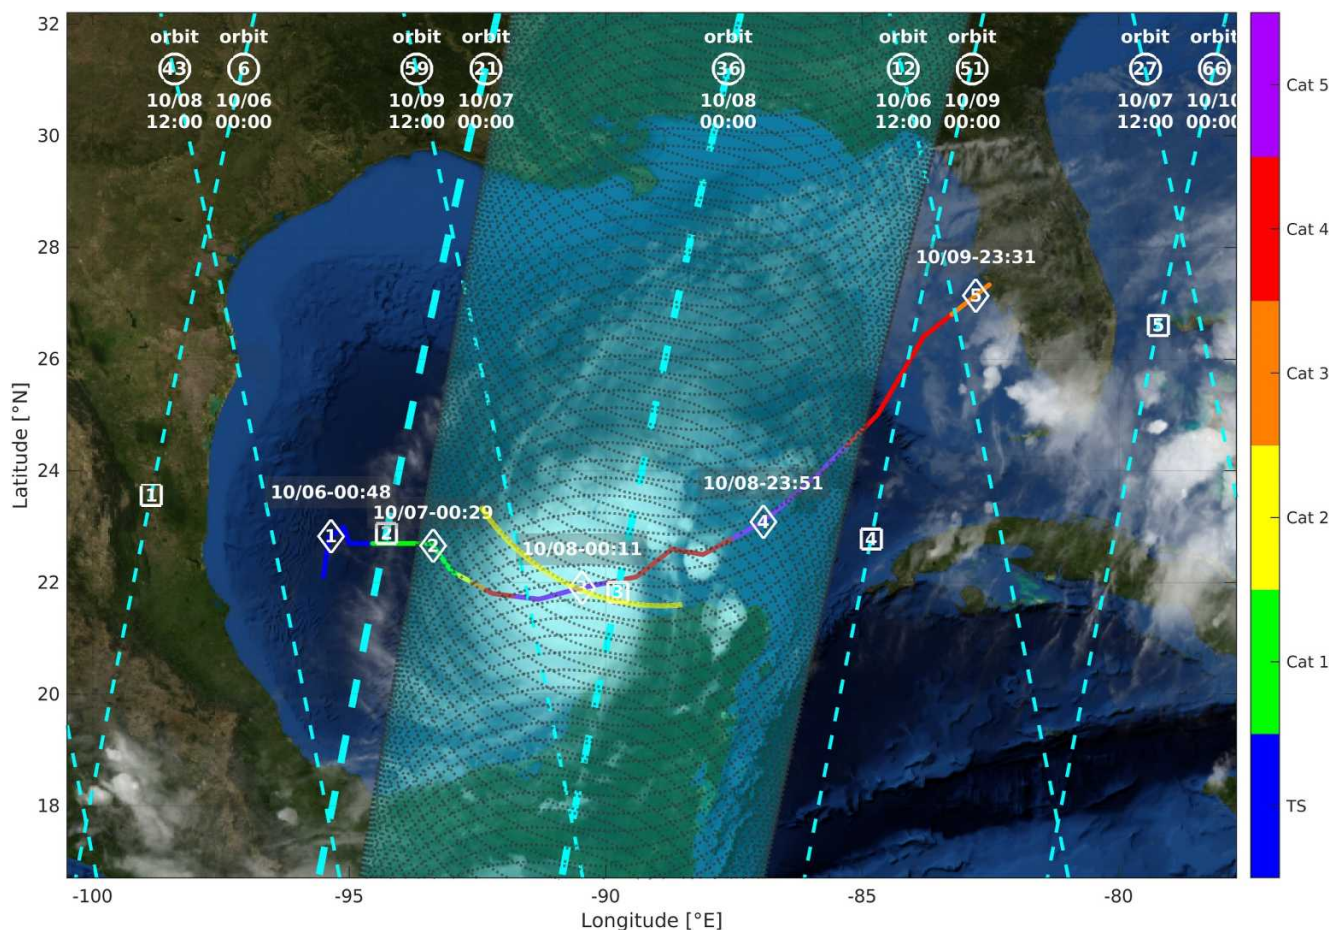 32
30
28
26
24
22
20
18
Latitude [°N]
orbit orbit orbit orbit orbit orbit orbit orbit orbit
43 6 59 21 36 12 51 27 66
10/08 10/06 10/09 10/07 10/08 10/06 10/09 10/07 10/10
12:00 00:00 12:00 00:00 00:00 12:00 00:00 12:00 00:00
10/09-23:31
5
5
10/08-23:51
4
1
10/06-00:48
10/07-00:29
1
2
2
10/08-00:11
3
4
-100 -95 -90 -85 -80
Longitude [°E]
Cat 5
Cat 4
Cat 3
Cat 2
Cat 1
TS